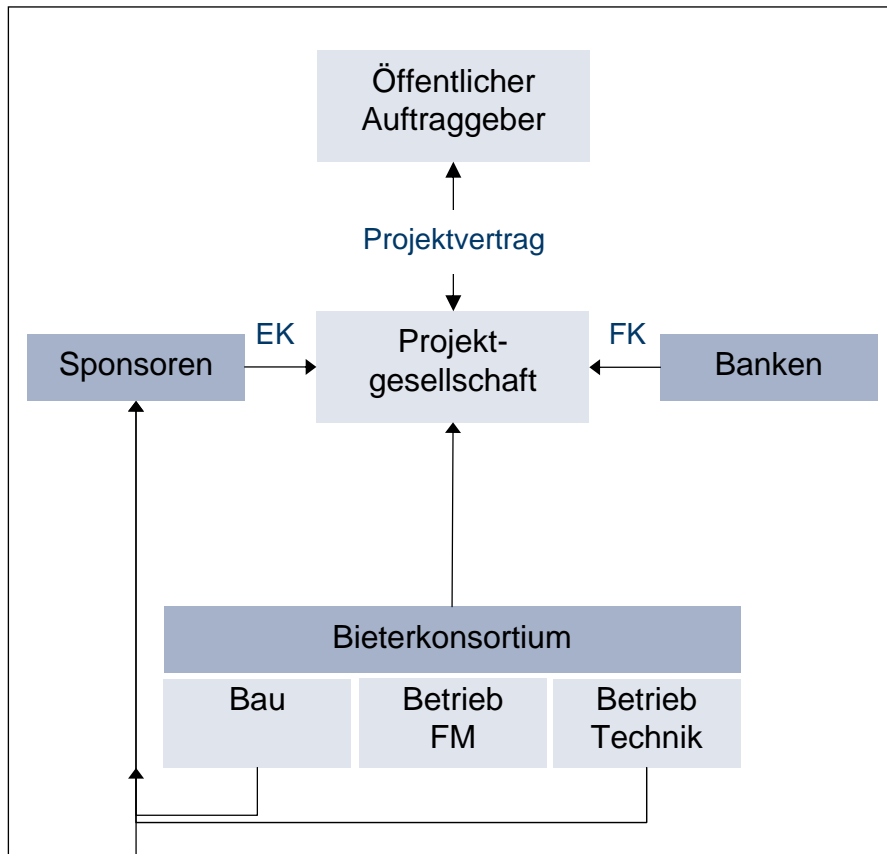 Öffentlicher
Auftraggeber
Projektvertrag
EK
FK
Sponsoren
Projekt-
gesellschaft
Banken
Bieterkonsortium
Bau
Betrieb
FM
Betrieb
Technik